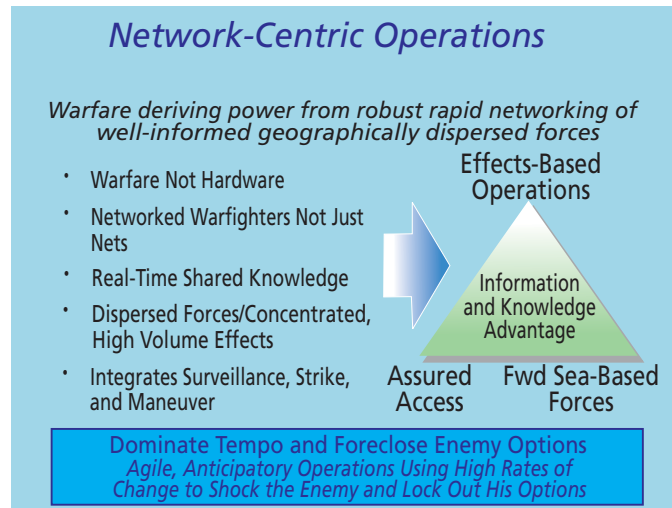 Network-Centric Operations
Warfare deriving power from robust rapid networking of
well-informed geographically dispersed forces
· Warfare Not Hardware
· Networked Warfighters Not Just
Nets
· Real-Time Shared Knowledge
· Dispersed Forces/Concentrated,
High Volume Effects
· Integrates Surveillance, Strike,
and Maneuver
Effects-Based
Operations
Information
and Knowledge
Advantage
Assured
Access
Fwd Sea-Based
Forces
Dominate Tempo and Foreclose Enemy Options
Agile, Anticipatory Operations Using High Rates of
Change to Shock the Enemy and Lock Out His Options